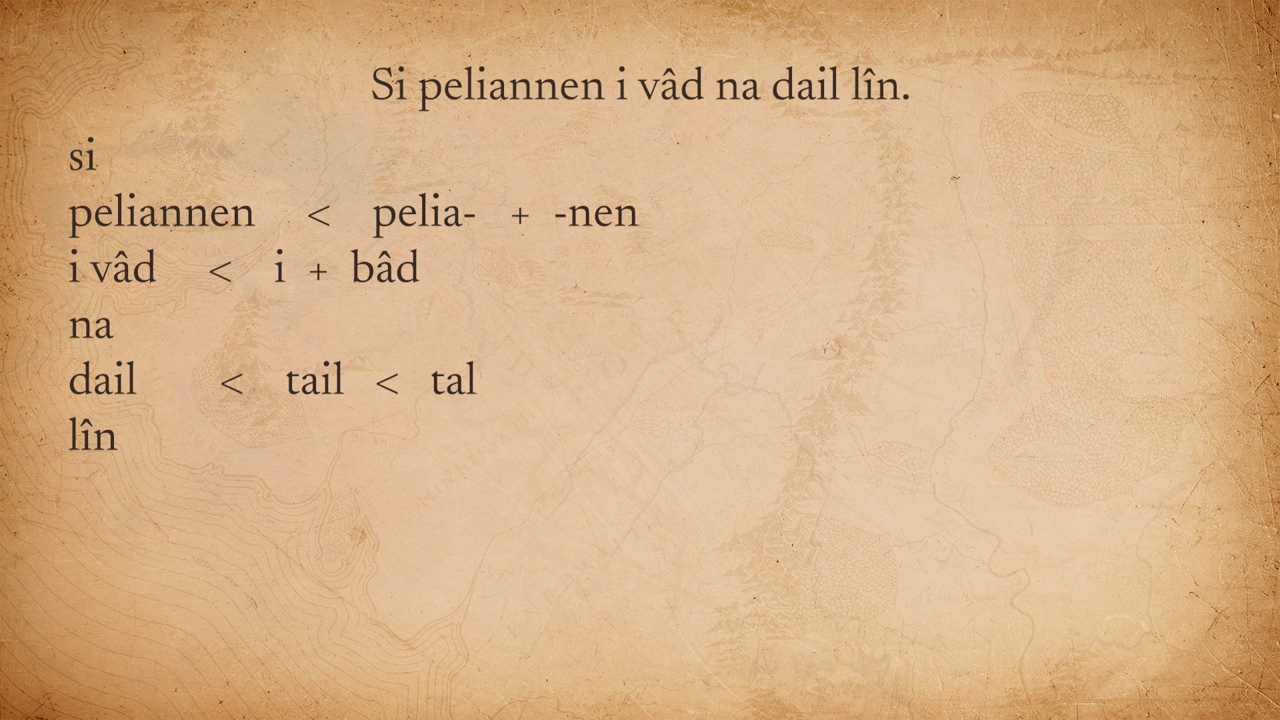 Si peliannen i vâd na dail lîn.
si
peliannen < pelia- + -nen
i vâd < i + bâd
na
dail < tail < tal
lîn